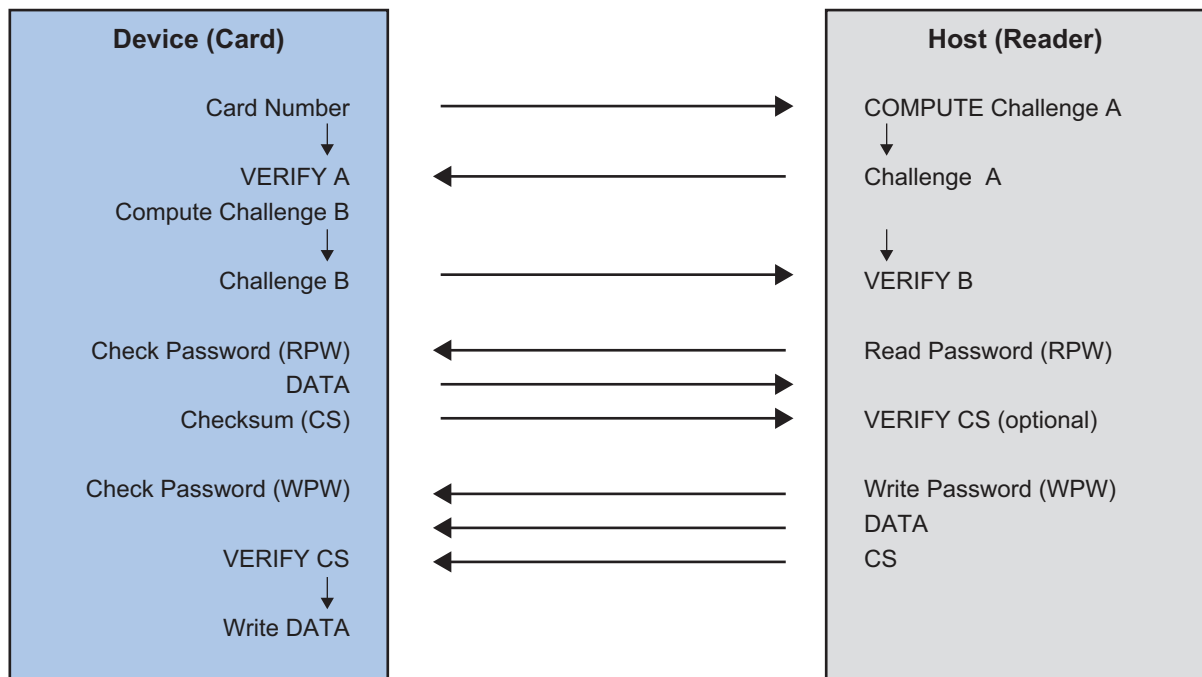 Device (Card)
Host (Reader)
Card Number
COMPUTE Challenge A
VERIFY A
Challenge A
Compute Challenge B
Challenge B
VERIFY B
Check Password (RPW)
Read Password (RPW)
DATA
Checksum (CS)
VERIFY CS (optional)
Check Password (WPW)
Write Password (WPW)
DATA
VERIFY CS
CS
Write DATA